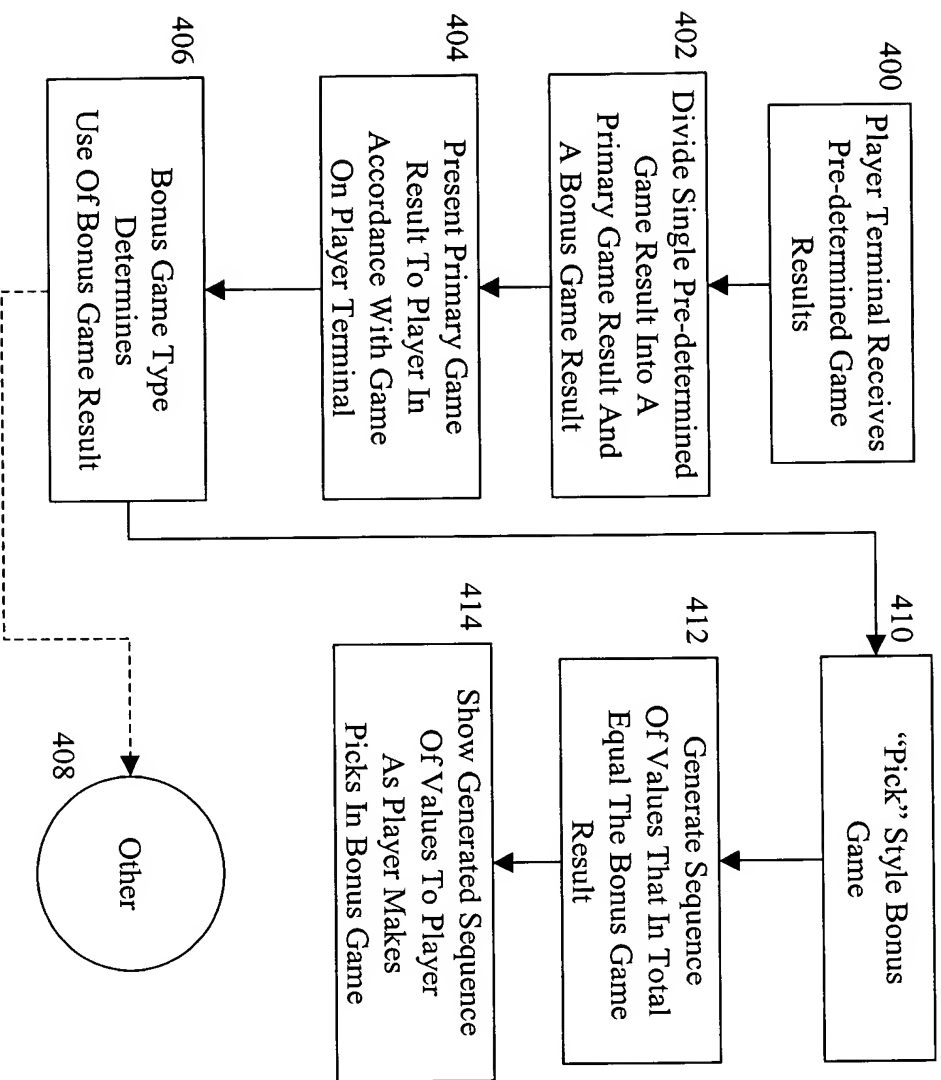 400
Player Terminal Receives
Pre-determined Game
Results
402
Divide Single Pre-determined
Game Result Into A
Primary Game Result And
A Bonus Game Result
404
Present Primary Game
Result To Player In
Accordance With Game
On Player Terminal
406
Bonus Game Type
Determines
Use Of Bonus Game Result
408
Other
410
“Pick” Style Bonus
Game
412
Generate Sequence
Of Values That In Total
Equal The Bonus Game
Result
414
Show Generated Sequence
Of Values To Player
As Player Makes
Picks In Bonus Game